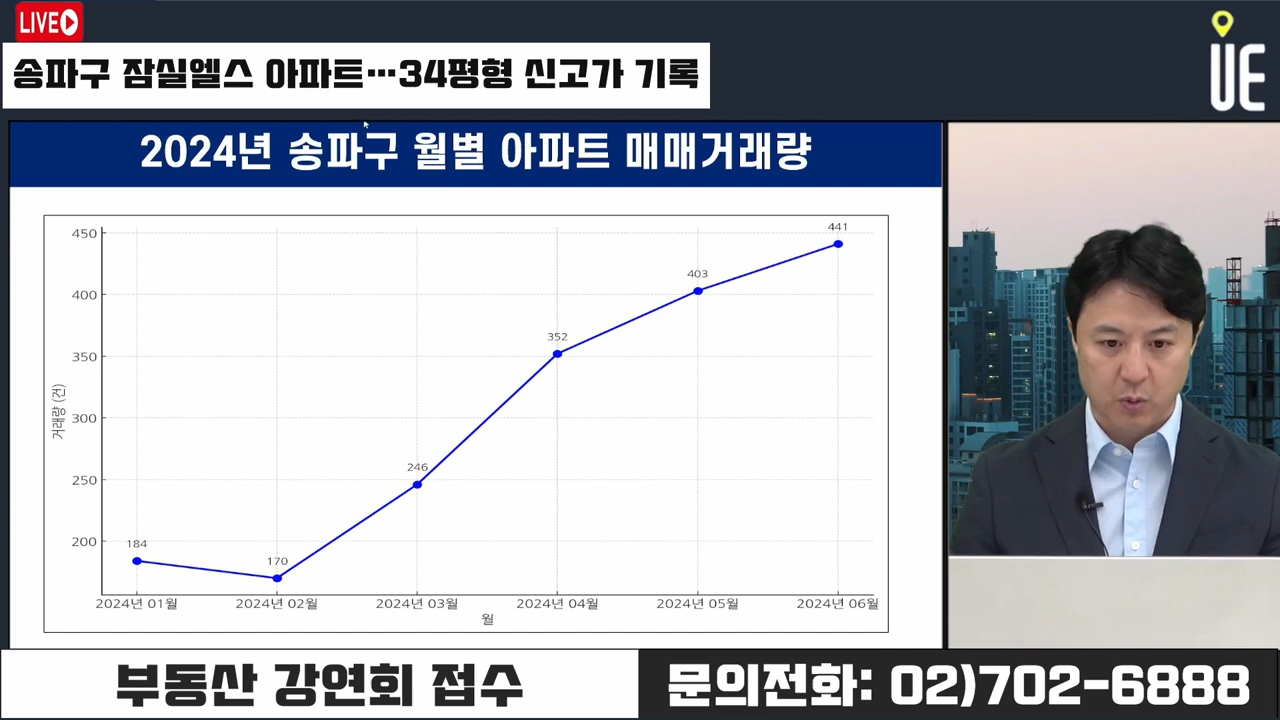 LIVE
UE
송파구 잠실엘스 아파트…34평형 신고가 기록
2024년 송파구 월별 아파트 매매거래량
450
400
350
300
250
200
거래량 (건)
184
170
246
352
403
441
2024년 01월
2024년 02월
2024년 03월
2024년 04월
2024년 05월
2024년 06월
월
부동산 강연회 접수
문의전화: 02)702-6888